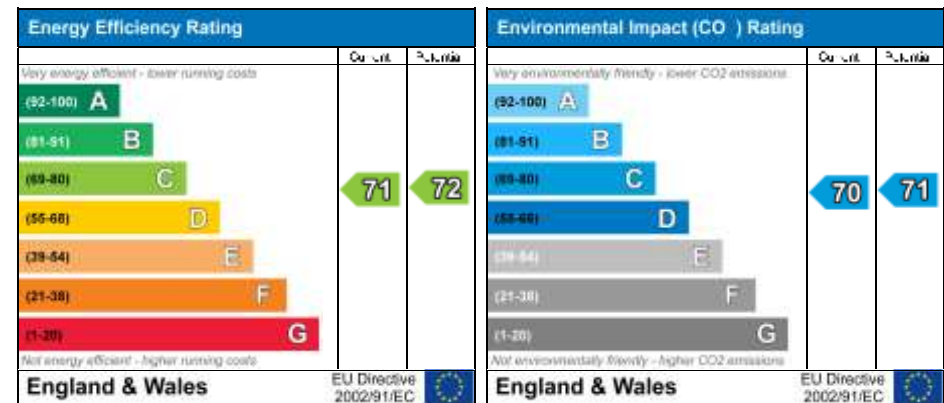 Energy Efficiency Rating
Very energy efficient - lower running costs
(92-100) A
(81-91) B
(69-80) C
(55-68) D
(39-54) E
(21-38) F
(1-20) G
71
72
Not energy efficient - higher running costs
England & Wales
EU Directive
2002/91/EC
Environmental Impact (CO ) Rating
Very environmentally friendly - lower CO2 emissions
(92-100) A
(81-91) B
(69-80) C
(55-68) D
(39-54) E
(21-38) F
(1-20) G
70
71
Not environmentally friendly - higher CO2 emissions
England & Wales
EU Directive
2002/91/EC